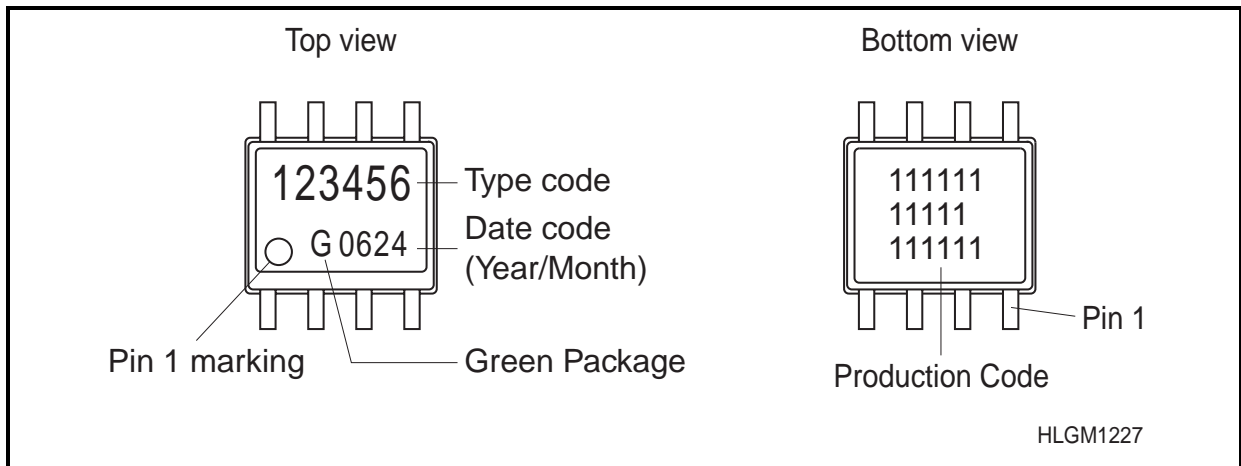 Top view
Bottom view
123456
Type code
G 0624
Date code
(Year/Month)
Pin 1 marking
Green Package
111111
11111
111111
Pin 1
Production Code
HLGM1227